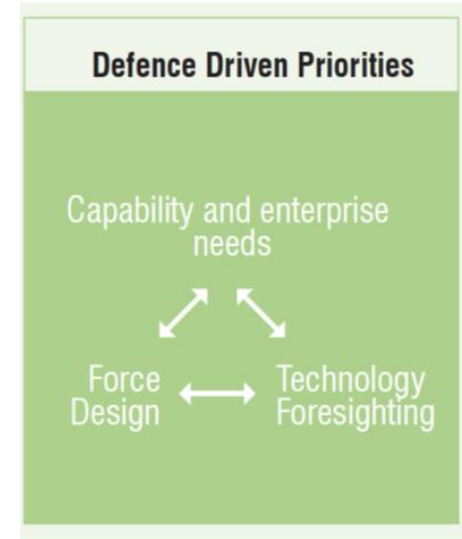 Defence Driven Priorities
Capability and enterprise
needs
Force
Design
Technology
Foresighting